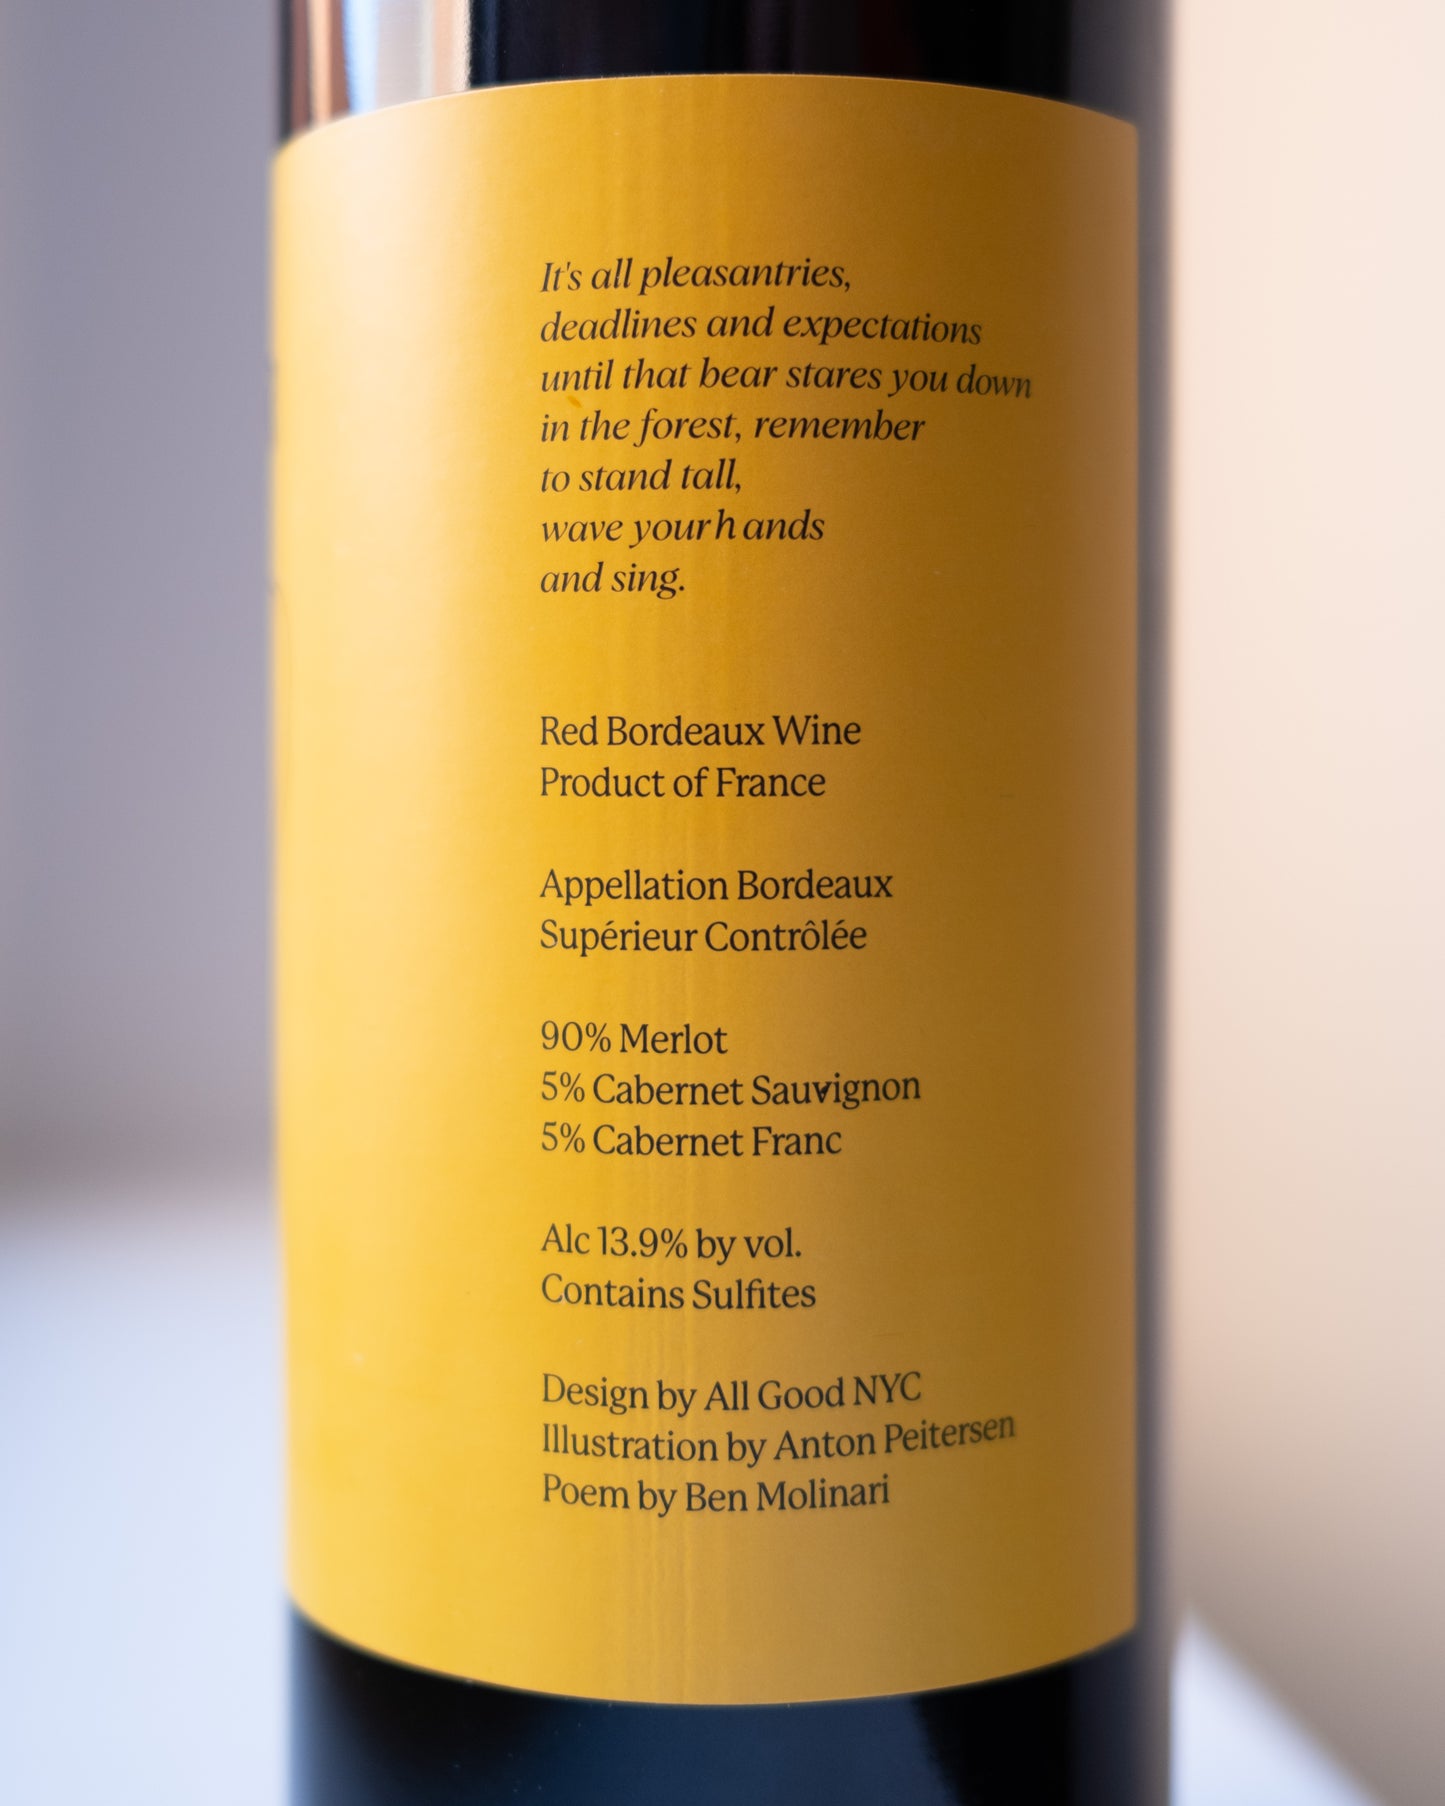 It's all pleasantries,
deadlines and expectations
until that bear stares you down
in the forest, remember
to stand tall,
wave your hands
and sing.
Red Bordeaux Wine
Product of France
Appellation Bordeaux
Supérieur Contrôlée
90% Merlot
5% Cabernet Sauvignon
5% Cabernet Franc
Alc 13.9% by vol.
Contains Sulfites
Design by All Good NYC
Illustration by Anton Peitersen
Poem by Ben Molinari